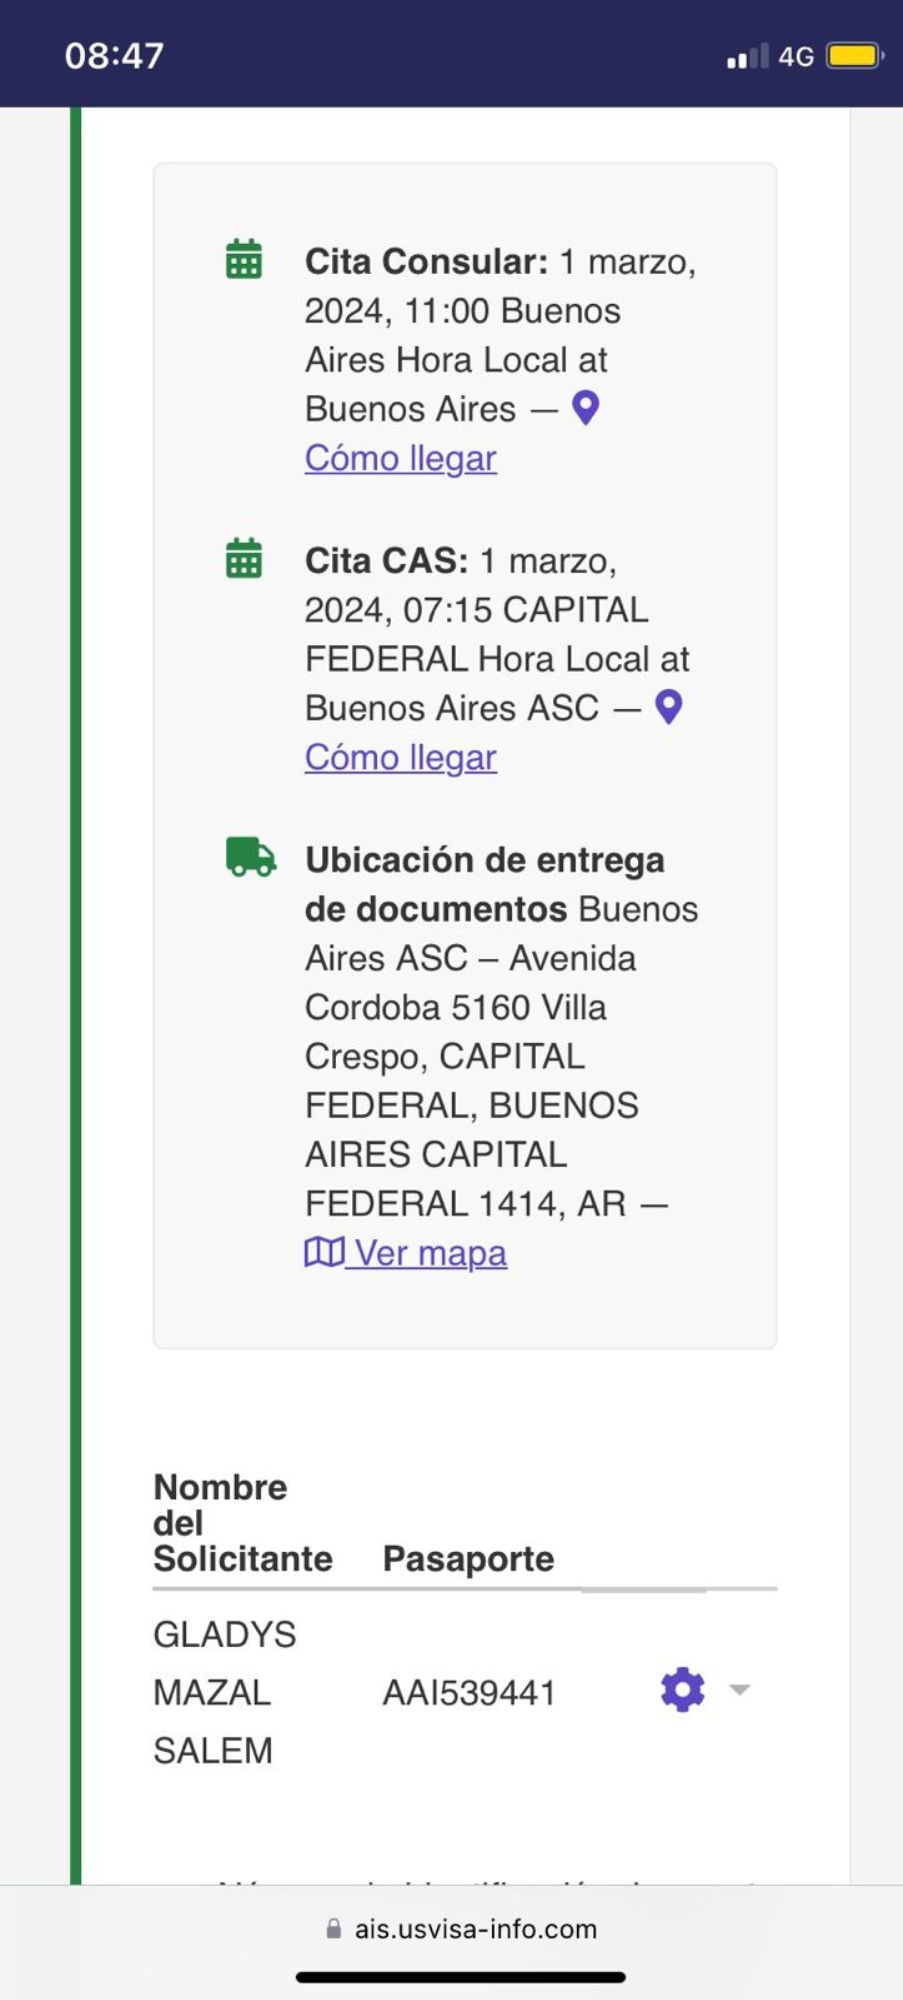 08:47
4G
Cita Consular: 1 marzo,
2024, 11:00 Buenos
Aires Hora Local at
Buenos Aires —
Cómo llegar
Cita CAS: 1 marzo,
2024, 07:15 CAPITAL
FEDERAL Hora Local at
Buenos Aires ASC —
Cómo llegar
Ubicación de entrega
de documentos Buenos
Aires ASC – Avenida
Cordoba 5160 Villa
Crespo, CAPITAL
FEDERAL, BUENOS
AIRES CAPITAL
FEDERAL 1414, AR —
Ver mapa
Nombre
del
Solicitante Pasaporte
GLADYS
MAZAL AAI539441
SALEM
ais.usvisa-info.com